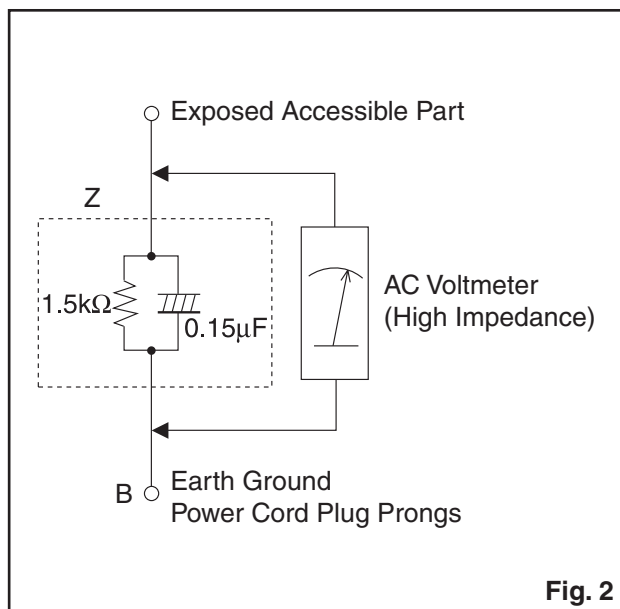 Exposed Accessible Part
Z
1.5kΩ
0.15μF
AC Voltmeter
(High Impedance)
B
Earth Ground
Power Cord Plug Prongs
Fig. 2